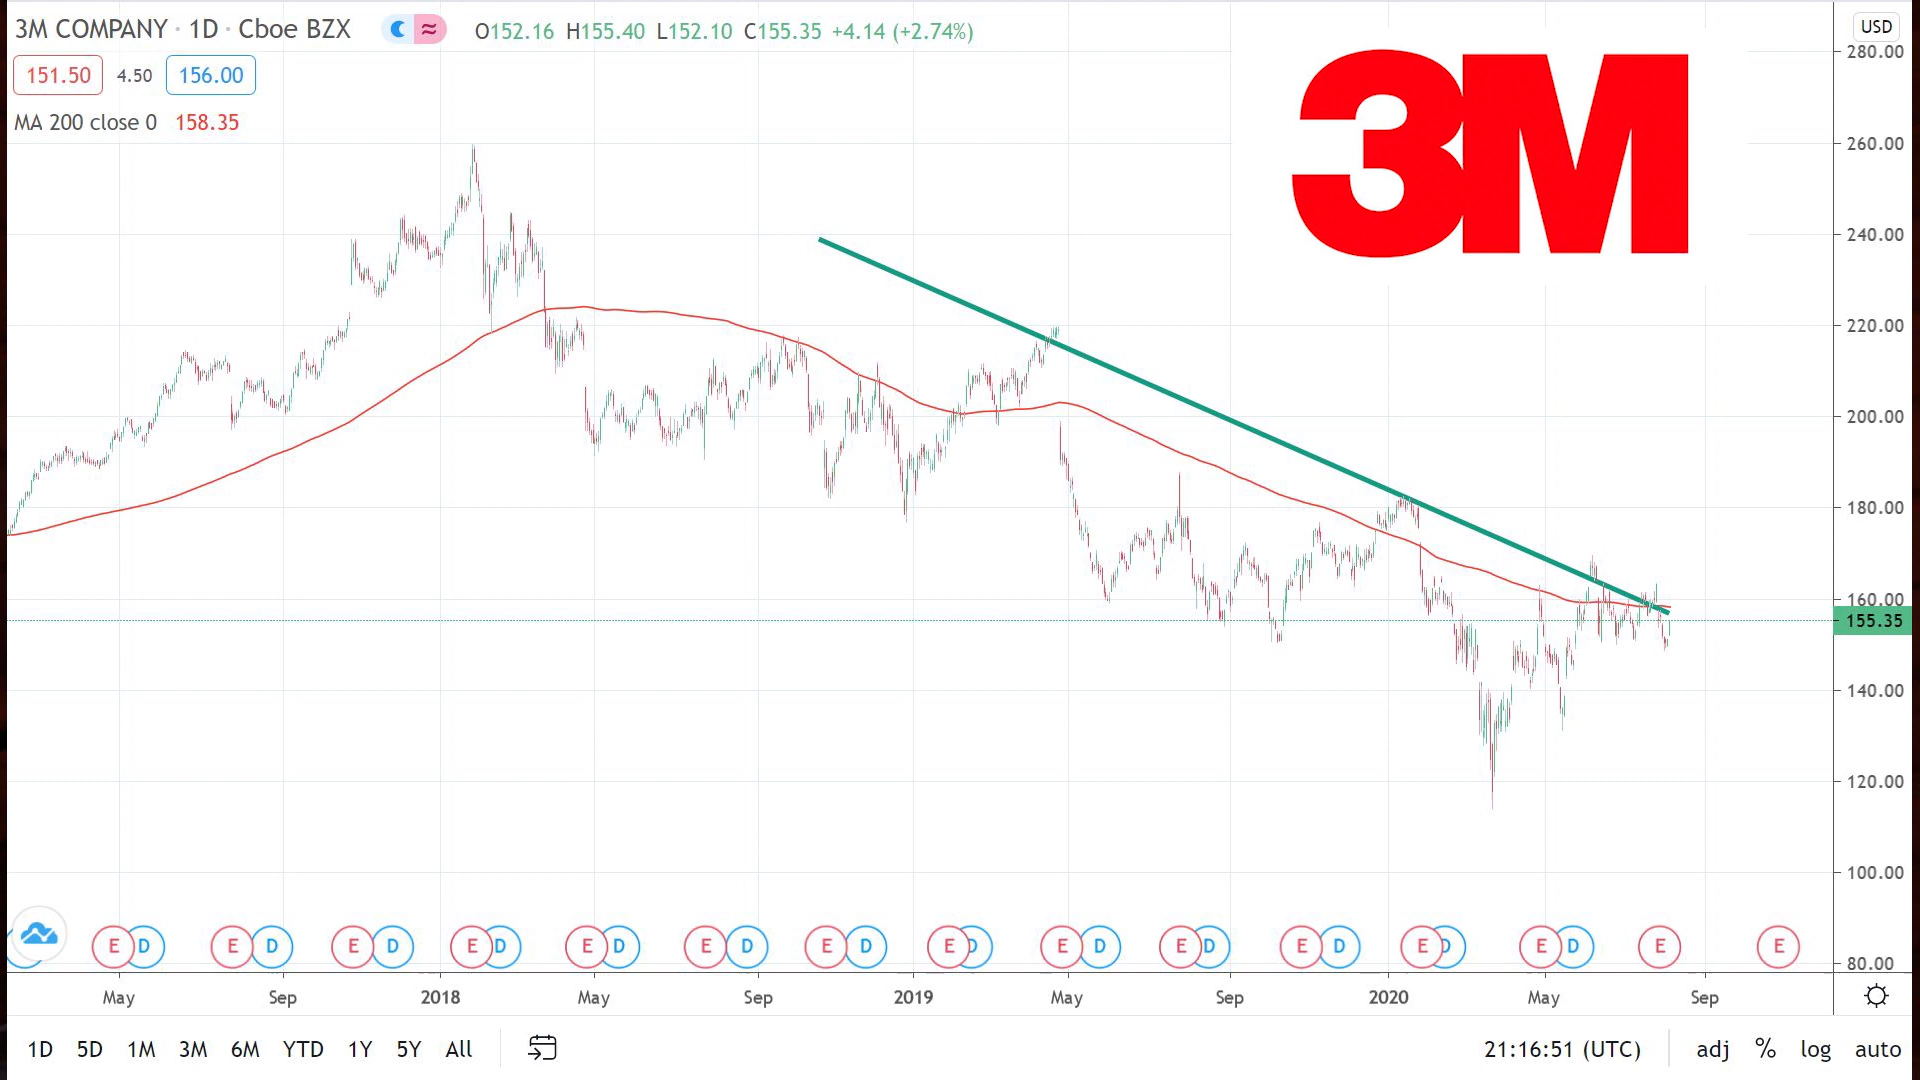 3M COMPANY · 1D · Cboe BZX O152.16 H155.40 L152.10 C155.35 +4.14 (+2.74%)
USD
151.50 4.50 156.00
MA 200 close 0 158.35
3M
280.00
260.00
240.00
220.00
200.00
180.00
160.00
155.35
140.00
120.00
100.00
80.00
E D E D E D E D E D E D E D E D E D E D E D E D E D E E
May Sep 2018 May Sep 2019 May Sep 2020 May Sep
1D 5D 1M 3M 6M YTD 1Y 5Y All 21:16:51 (UTC) adj % log auto